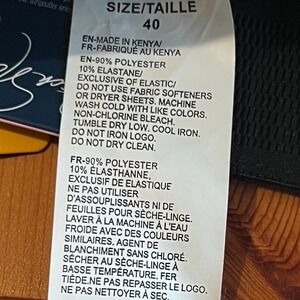 SIZE/TAILLE
40
EN-MADE IN KENYA/
FR-FABRIQUÉ AU KENYA
EN-90% POLYESTER
10% ELASTANE/
EXCLUSIVE OF ELASTIC/
DO NOT USE FABRIC SOFTENERS
OR DRYER SHEETS. MACHINE
WASH COLD WITH LIKE COLORS.
NON-CHLORINE BLEACH.
TUMBLE DRY LOW. COOL IRON.
DO NOT IRON LOGO.
DO NOT DRY CLEAN.
FR-90% POLYESTER
10% ÉLASTHANNE,
EXCLUSIF DE ELASTIQUE
NE PAS UTILISER
D'ASSOUPLISSANTS NI DE
FEUILLES POUR SÈCHE-LINGE.
LAVER À LA MACHINE À L'EAU
FROIDE AVEC DES COULEURS
SIMILAIRES. AGENT DE
BLANCHIMENT SANS CHLORÉ.
SÉCHER AU SÈCHE-LINGE À
BASSE TEMPÉRATURE. FER
TIÈDE.NE PAS REPASSER LE LOGO.
NE PAS NETTOYER À SEC.